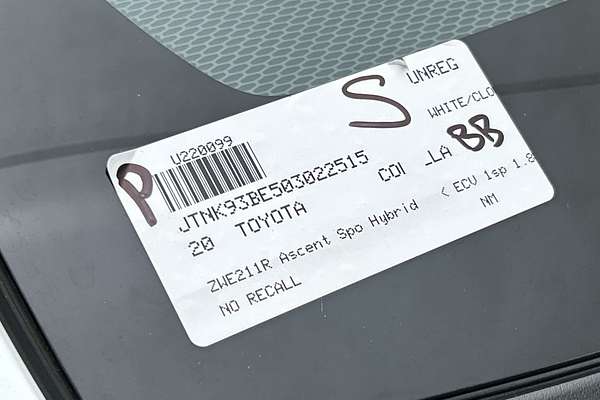 S UNREG
WHITE/CLO
U220099
P
JTNK93BE503022515 COI _LA BB
20 TOYOTA
ZWE211R Ascent Spo Hybrid < ECV 1sp 1.8
NO RECALL NM